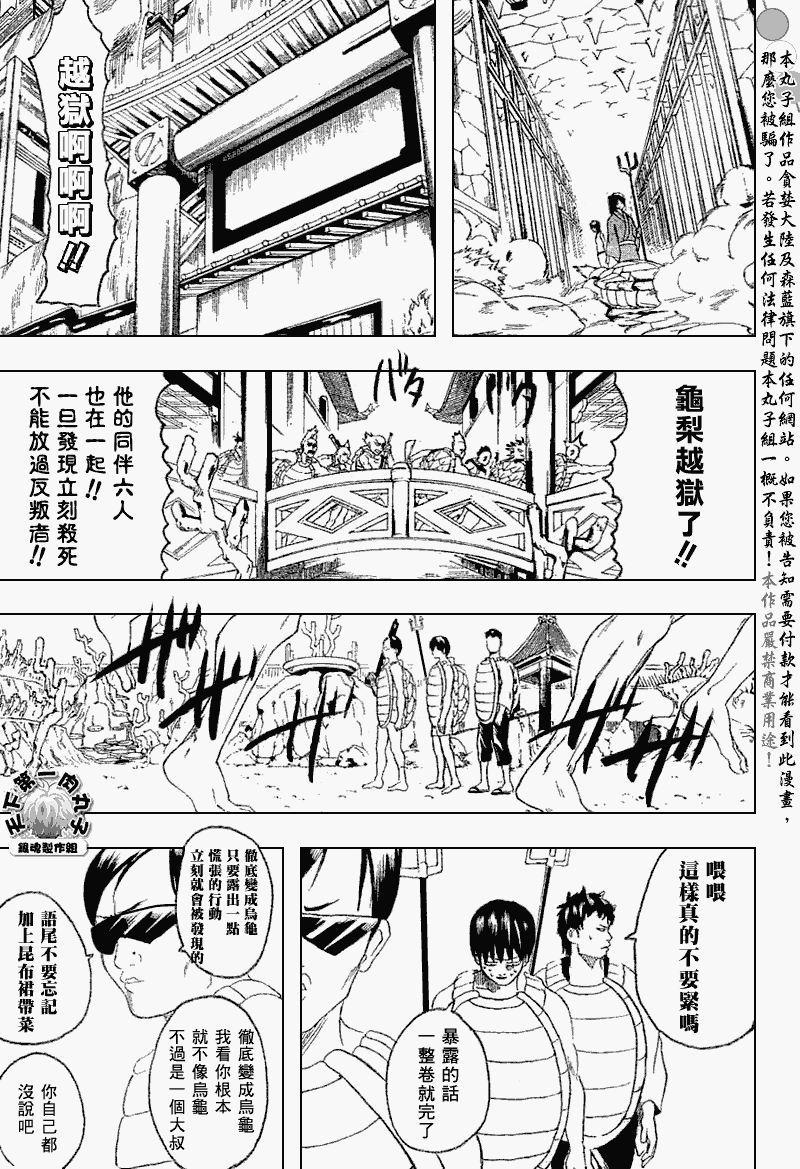 本丸子組作品貪婪大陸及森藍旗下的任何網站。如果您被告知需要付款才能看到此漫畫，
那麼您被騙了。若發生任何法律問題本丸子組一概不負責！本作品嚴禁商業用途！
越獄啊啊啊!!
龜梨越獄了!!
バタ
バタ
他的同伴六人
也在一起!!
一旦發現立刻殺死
不能放過反叛者!!
喂喂
這樣真的不要緊嗎
暴露的話
一整卷就完了
徹底變成烏龜
只要露出一點
慌張的行動
立刻就會被發現的
徹底變成烏龜
我看你根本
就不像烏龜
不過是一個大叔
語尾不要忘記
加上昆布裙帶菜
你自己都
沒說吧
天下第一肉丸子
銀魂製作組